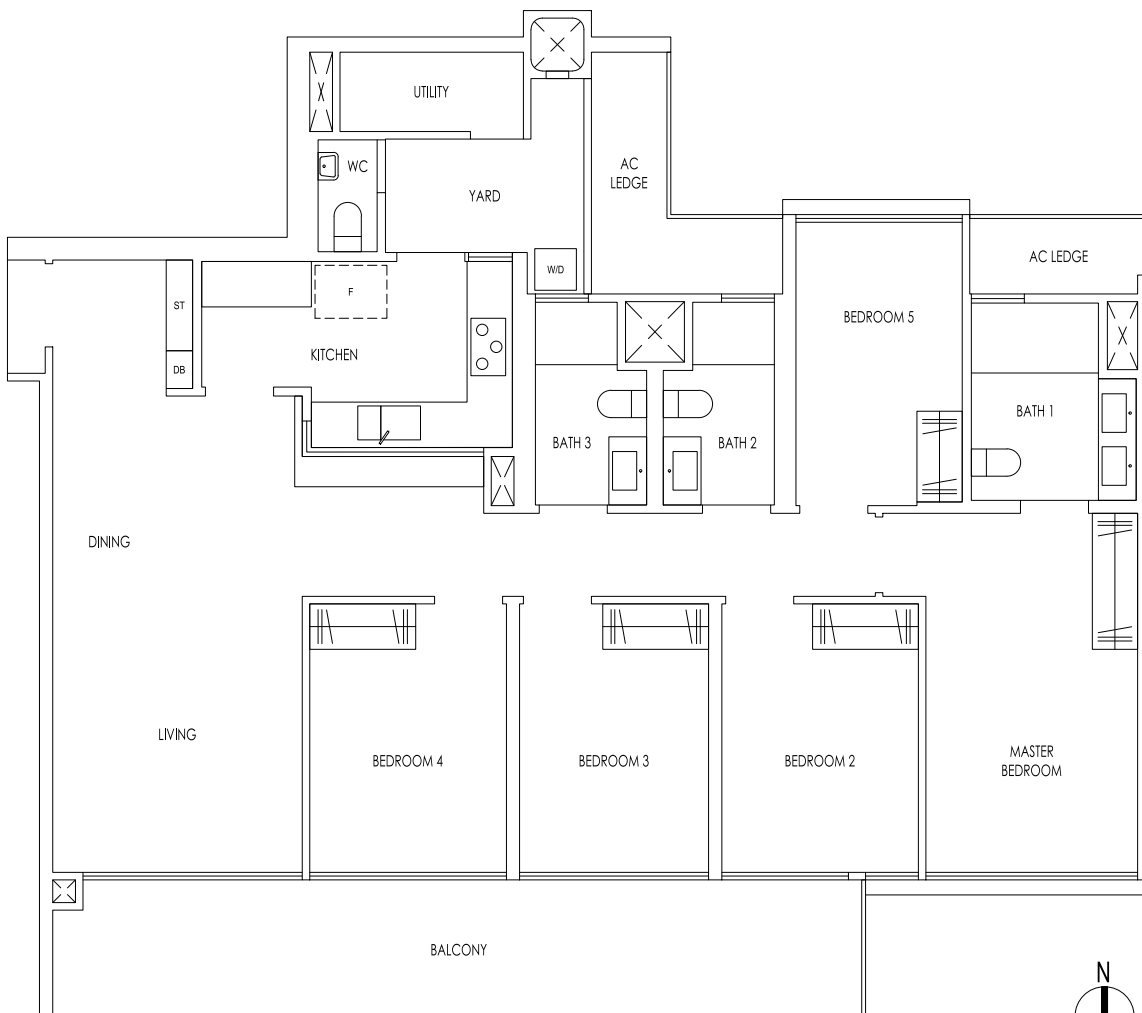 UTILITY
WC
YARD
AC
LEDGE
AC LEDGE
W/D
ST
F
BEDROOM 5
KITCHEN
DB
BATH 1
BATH 3
BATH 2
DINING
LIVING
BEDROOM 4
BEDROOM 3
BEDROOM 2
MASTER
BEDROOM
BALCONY
N